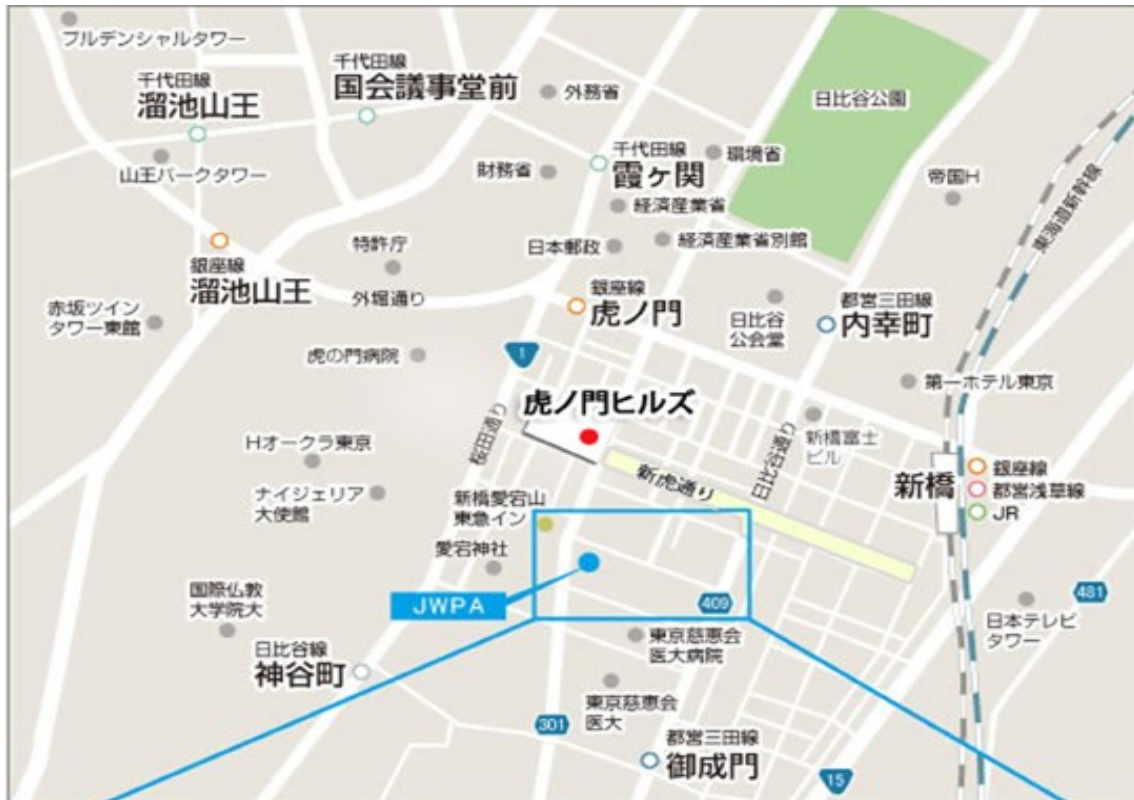 プルデンシャルタワー
千代田線
溜池山王
千代田線
国会議事堂前
外務省
日比谷公園
山王パークタワー
財務省
千代田線
霞ヶ関
環境省
帝国H
東海道新幹線
経済産業省
日本郵政
経済産業省別館
特許庁
銀座線
溜池山王
外堀通り
赤坂ツイン
タワー東館
銀座線
虎ノ門
日比谷
公会堂
都営三田線
内幸町
虎の門病院
1
第一ホテル東京
虎ノ門ヒルズ
桜田通り
新橋富士
ビル
日比谷通り
Hオークラ東京
新虎通り
新橋
銀座線
都営浅草線
JR
ナイジェリア
大使館
新橋愛宕山
東急イン
愛宕神社
JWPA
409
481
国際仏教
大学院大
日本テレビ
タワー
東京慈恵会
医大病院
日比谷線
神谷町
東京慈恵会
医大
301
都営三田線
御成門
15